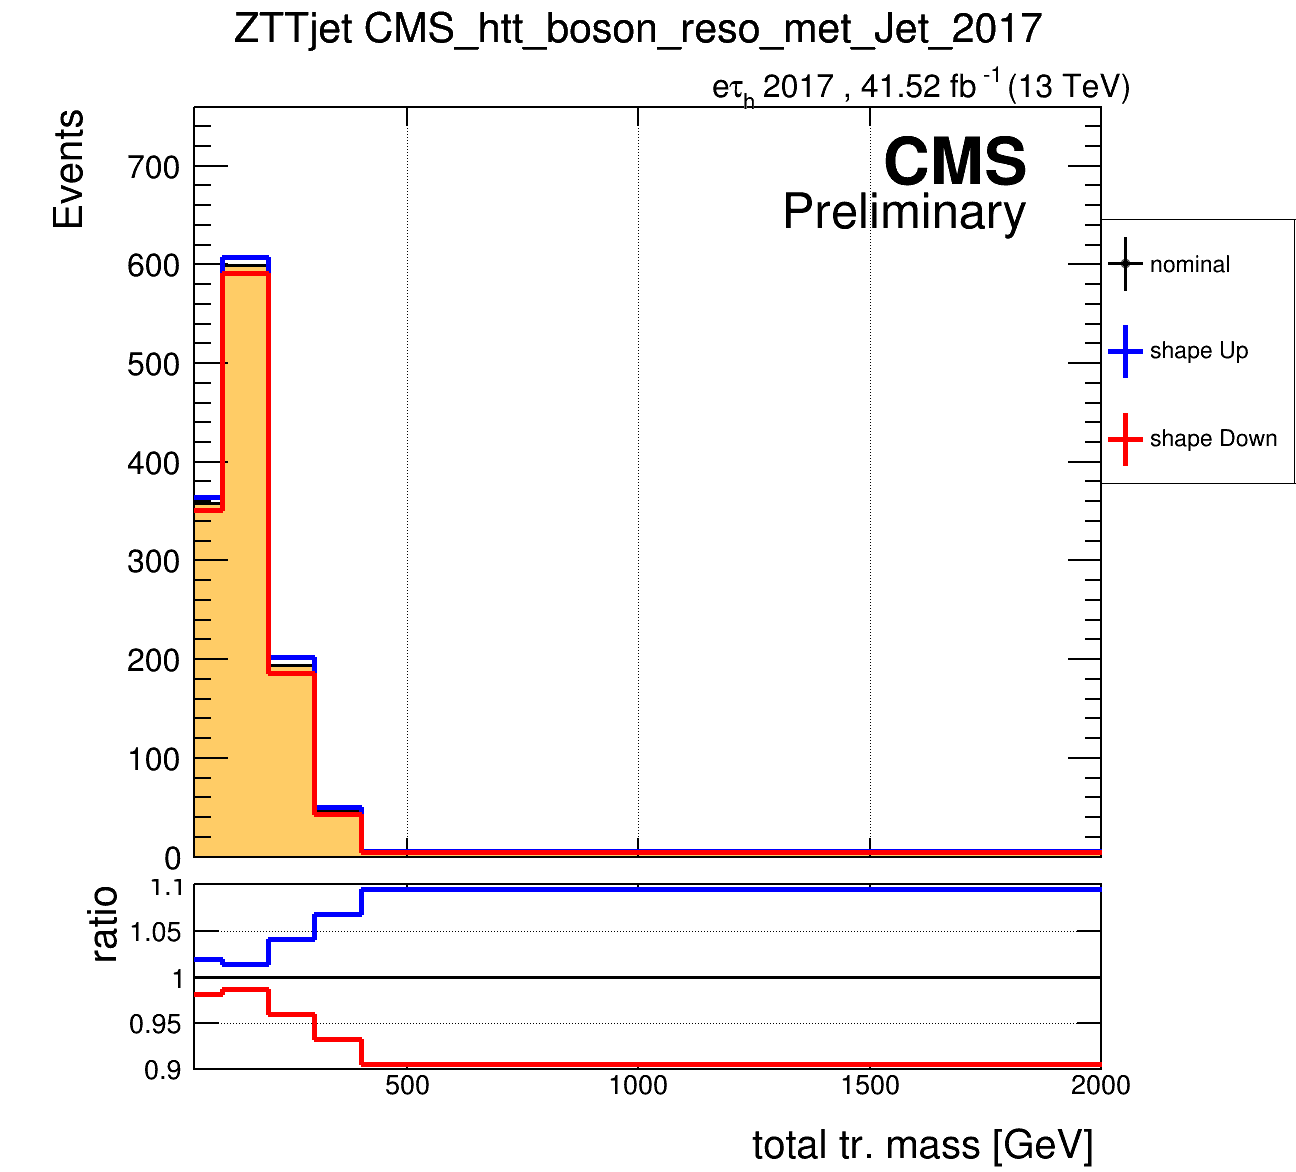 ZTTjet CMS_htt_boson_reso_met_Jet_2017
eτh 2017 , 41.52 fb-1 (13 TeV)
Events
700
600
500
400
300
200
100
0
CMS
Preliminary
nominal
shape Up
shape Down
ratio
1.1
1.05
1
0.95
0.9
500 1000 1500 2000
total tr. mass [GeV]